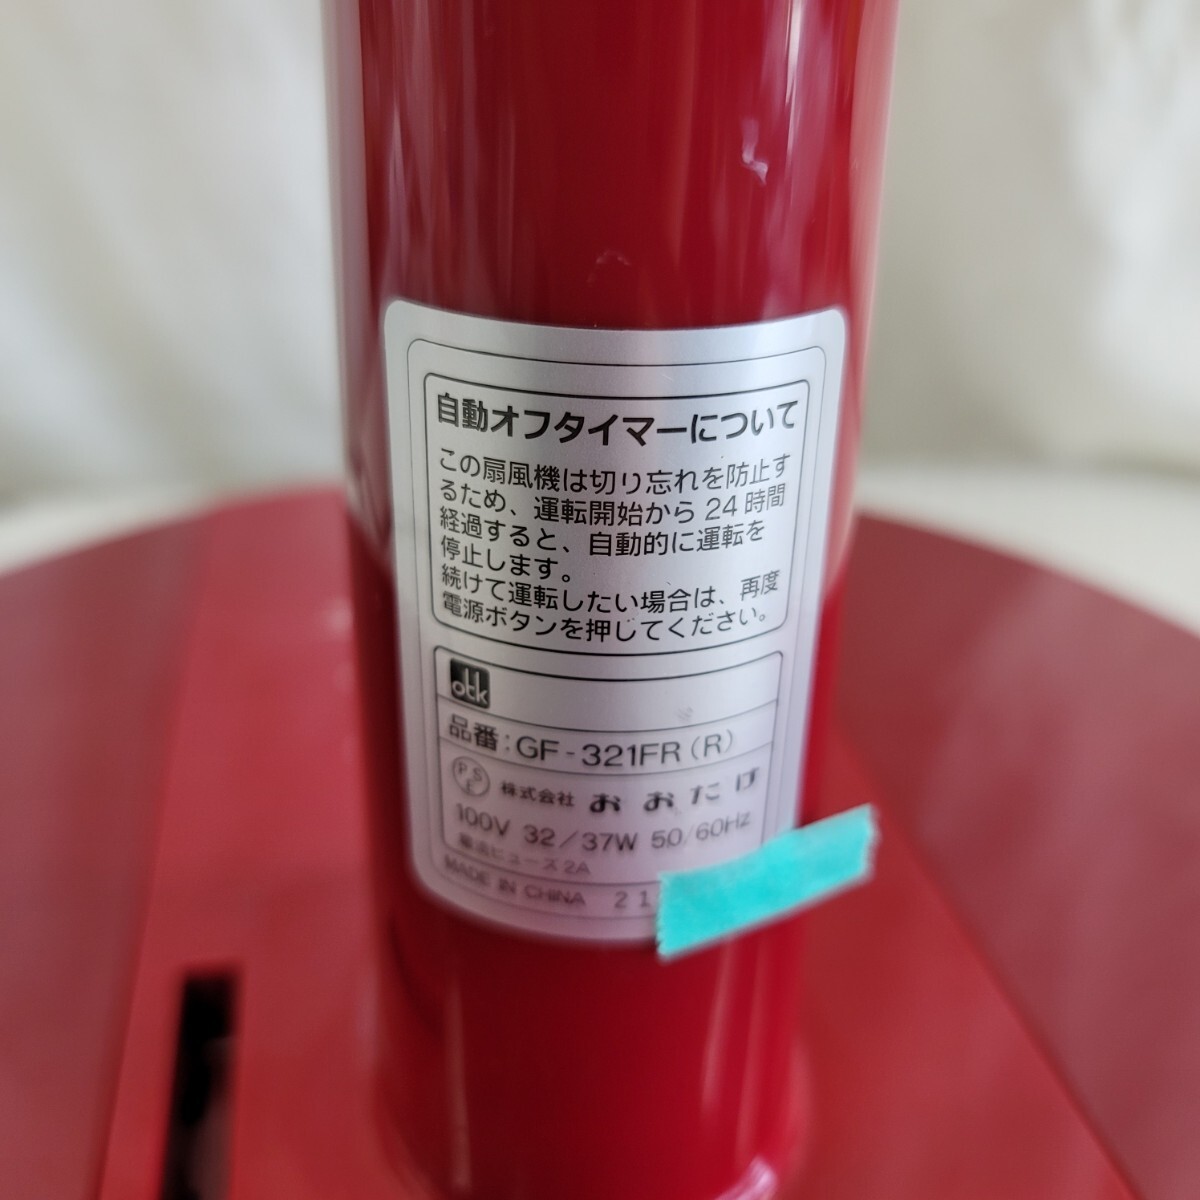 自動オフタイマーについて
この扇風機は切り忘れを防止す
るため、運転開始から24時間
経過すると、自動的に運転を
停止します。
続けて運転したい場合は、再度
電源ボタンを押してください。
otk
品番:GF-321FR(R)
PSE 株式会社 おおたけ
100V 32/37W 50/60Hz
ヒューズ2A
MADE IN CHINA 21